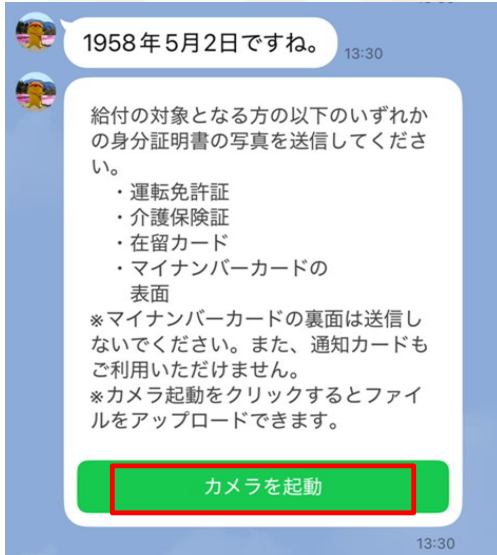 1958年5月2日ですね。
13:30
給付の対象となる方の以下のいずれか
の身分証明書の写真を送信してくださ
い。
・運転免許証
・介護保険証
・在留カード
・マイナンバーカードの
表面
※マイナンバーカードの裏面は送信し
ないでください。また、通知カードも
ご利用いただけません。
※カメラ起動をクリックするとファイ
ルをアップロードできます。
カメラを起動
13:30